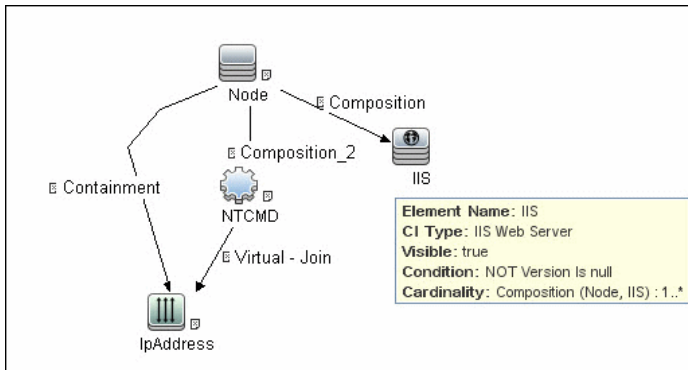 Node
Composition
Composition_2
IIS
Containment
NTCMD
Virtual - Join
IpAddress
Element Name: IIS
CI Type: IIS Web Server
Visible: true
Condition: NOT Version Is null
Cardinality: Composition (Node, IIS) : 1..*